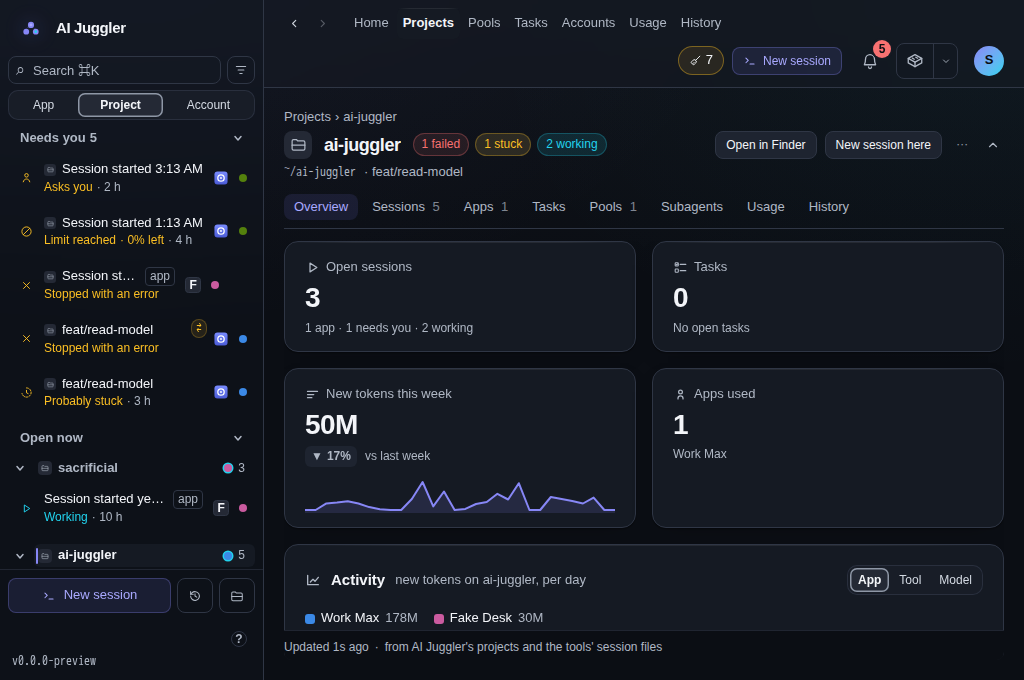 AI Juggler
Search ⌘K
App Project Account
Needs you 5
Session started 3:13 AM
Asks you · 2 h
Session started 1:13 AM
Limit reached · 0% left · 4 h
Session st… app F
Stopped with an error
feat/read-model
Stopped with an error
feat/read-model
Probably stuck · 3 h
Open now
sacrificial 3
Session started ye… app F
Working · 10 h
ai-juggler 5
New session
?
v0.0.0-preview
Home Projects Pools Tasks Accounts Usage History
7 New session 5 S
Projects › ai-juggler
ai-juggler 1 failed 1 stuck 2 working Open in Finder New session here ···
~/ai-juggler · feat/read-model
Overview Sessions 5 Apps 1 Tasks Pools 1 Subagents Usage History
Open sessions
3
1 app · 1 needs you · 2 working
Tasks
0
No open tasks
New tokens this week
50M
▼ 17% vs last week
Apps used
1
Work Max
Activity new tokens on ai-juggler, per day App Tool Model
Work Max 178M Fake Desk 30M
Updated 1s ago · from AI Juggler's projects and the tools' session files